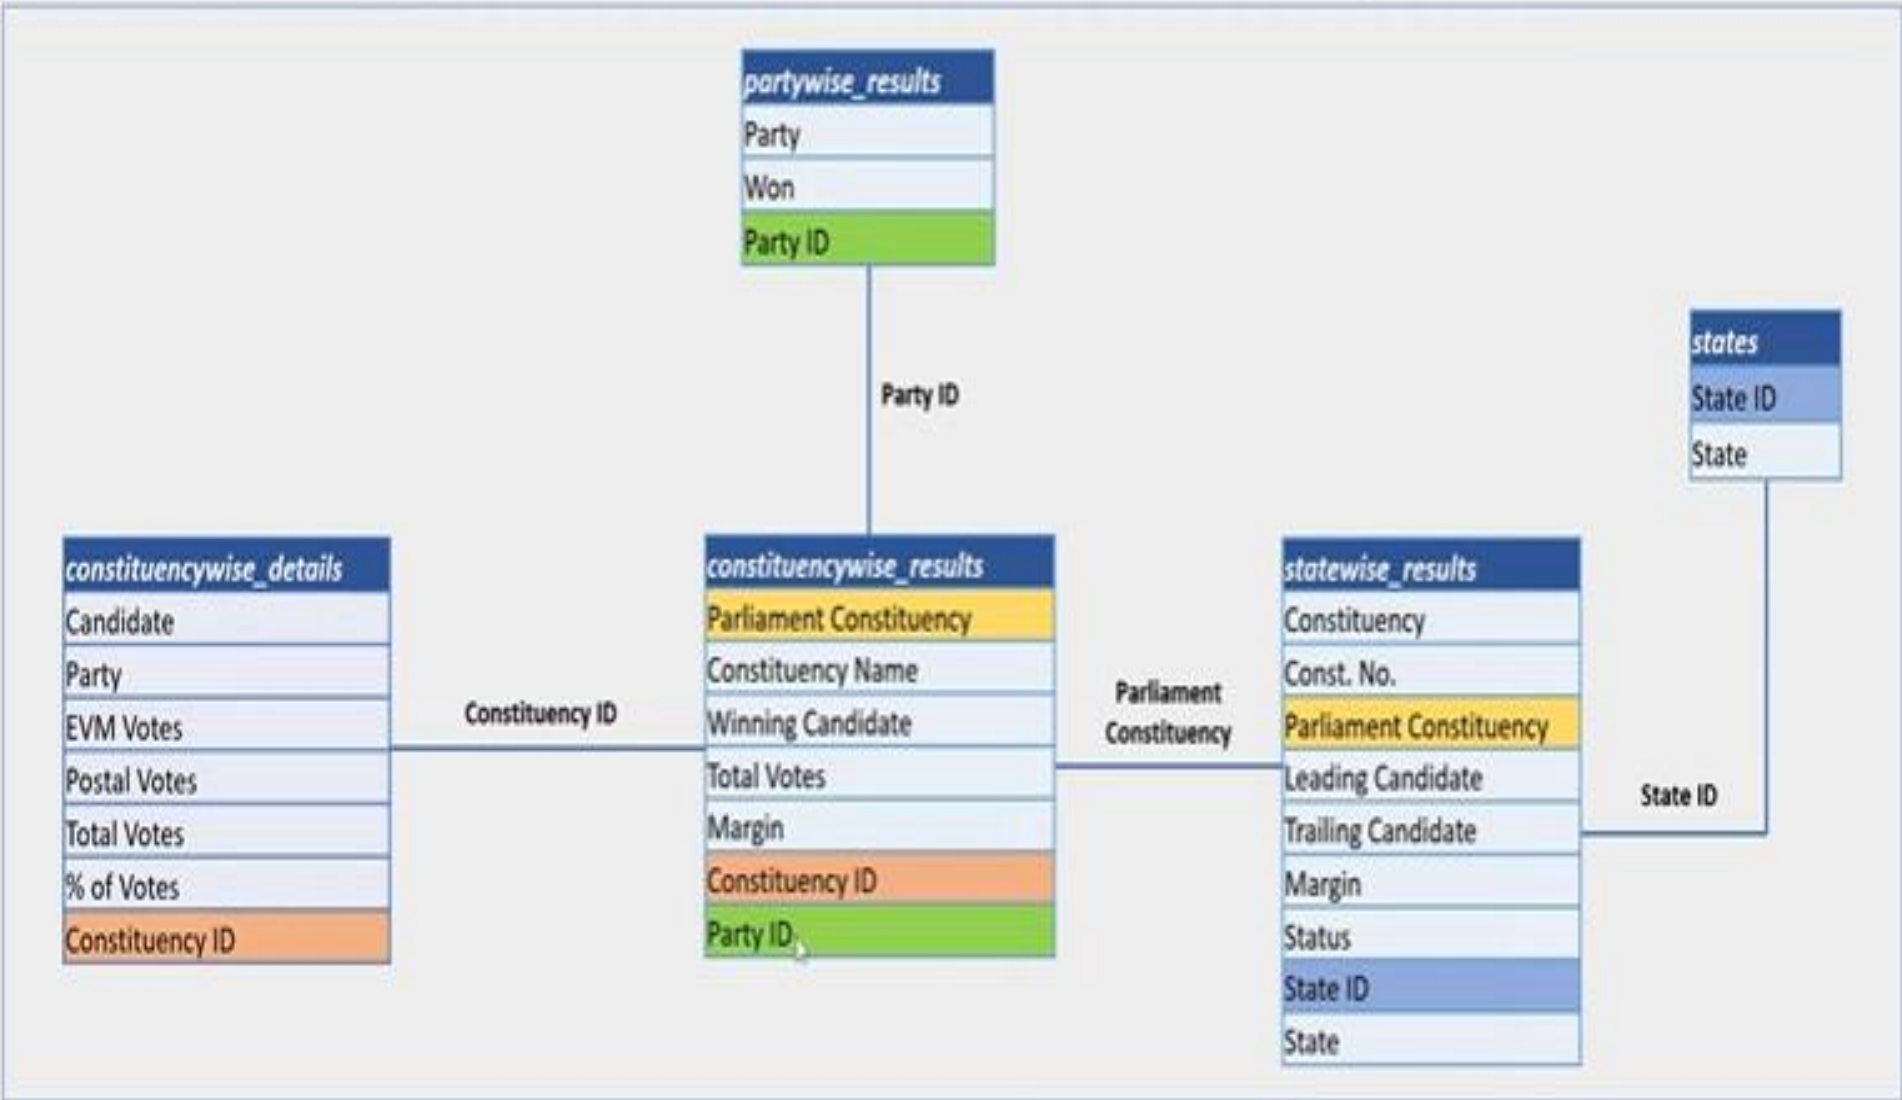 partywise_results
Party
Won
Party ID
Party ID
states
State ID
State
constituencywise_details
Candidate
Party
EVM Votes
Postal Votes
Total Votes
% of Votes
Constituency ID
Constituency ID
constituencywise_results
Parliament Constituency
Constituency Name
Winning Candidate
Total Votes
Margin
Constituency ID
Party ID
Parliament
Constituency
statewise_results
Constituency
Const. No.
Parliament Constituency
Leading Candidate
Trailing Candidate
Margin
Status
State ID
State
State ID